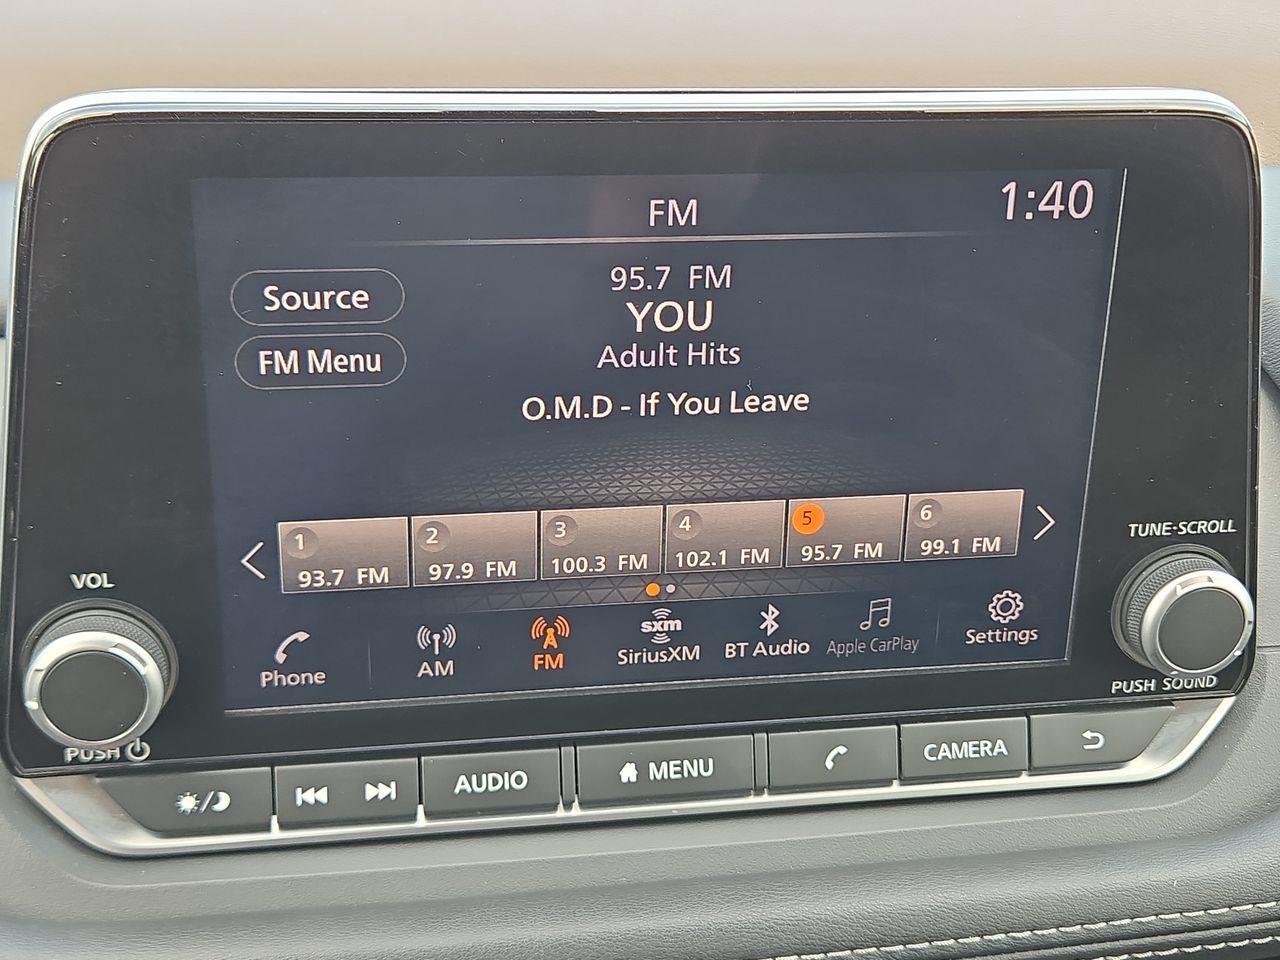 FM
1:40
Source
FM Menu
95.7 FM
YOU
Adult Hits
O.M.D - If You Leave
1
93.7 FM
2
97.9 FM
3
100.3 FM
4
102.1 FM
5
95.7 FM
6
99.1 FM
Phone
AM
FM
sxm
SiriusXM
BT Audio
Apple CarPlay
Settings
VOL
PUSH
TUNE·SCROLL
PUSH SOUND
AUDIO
MENU
CAMERA